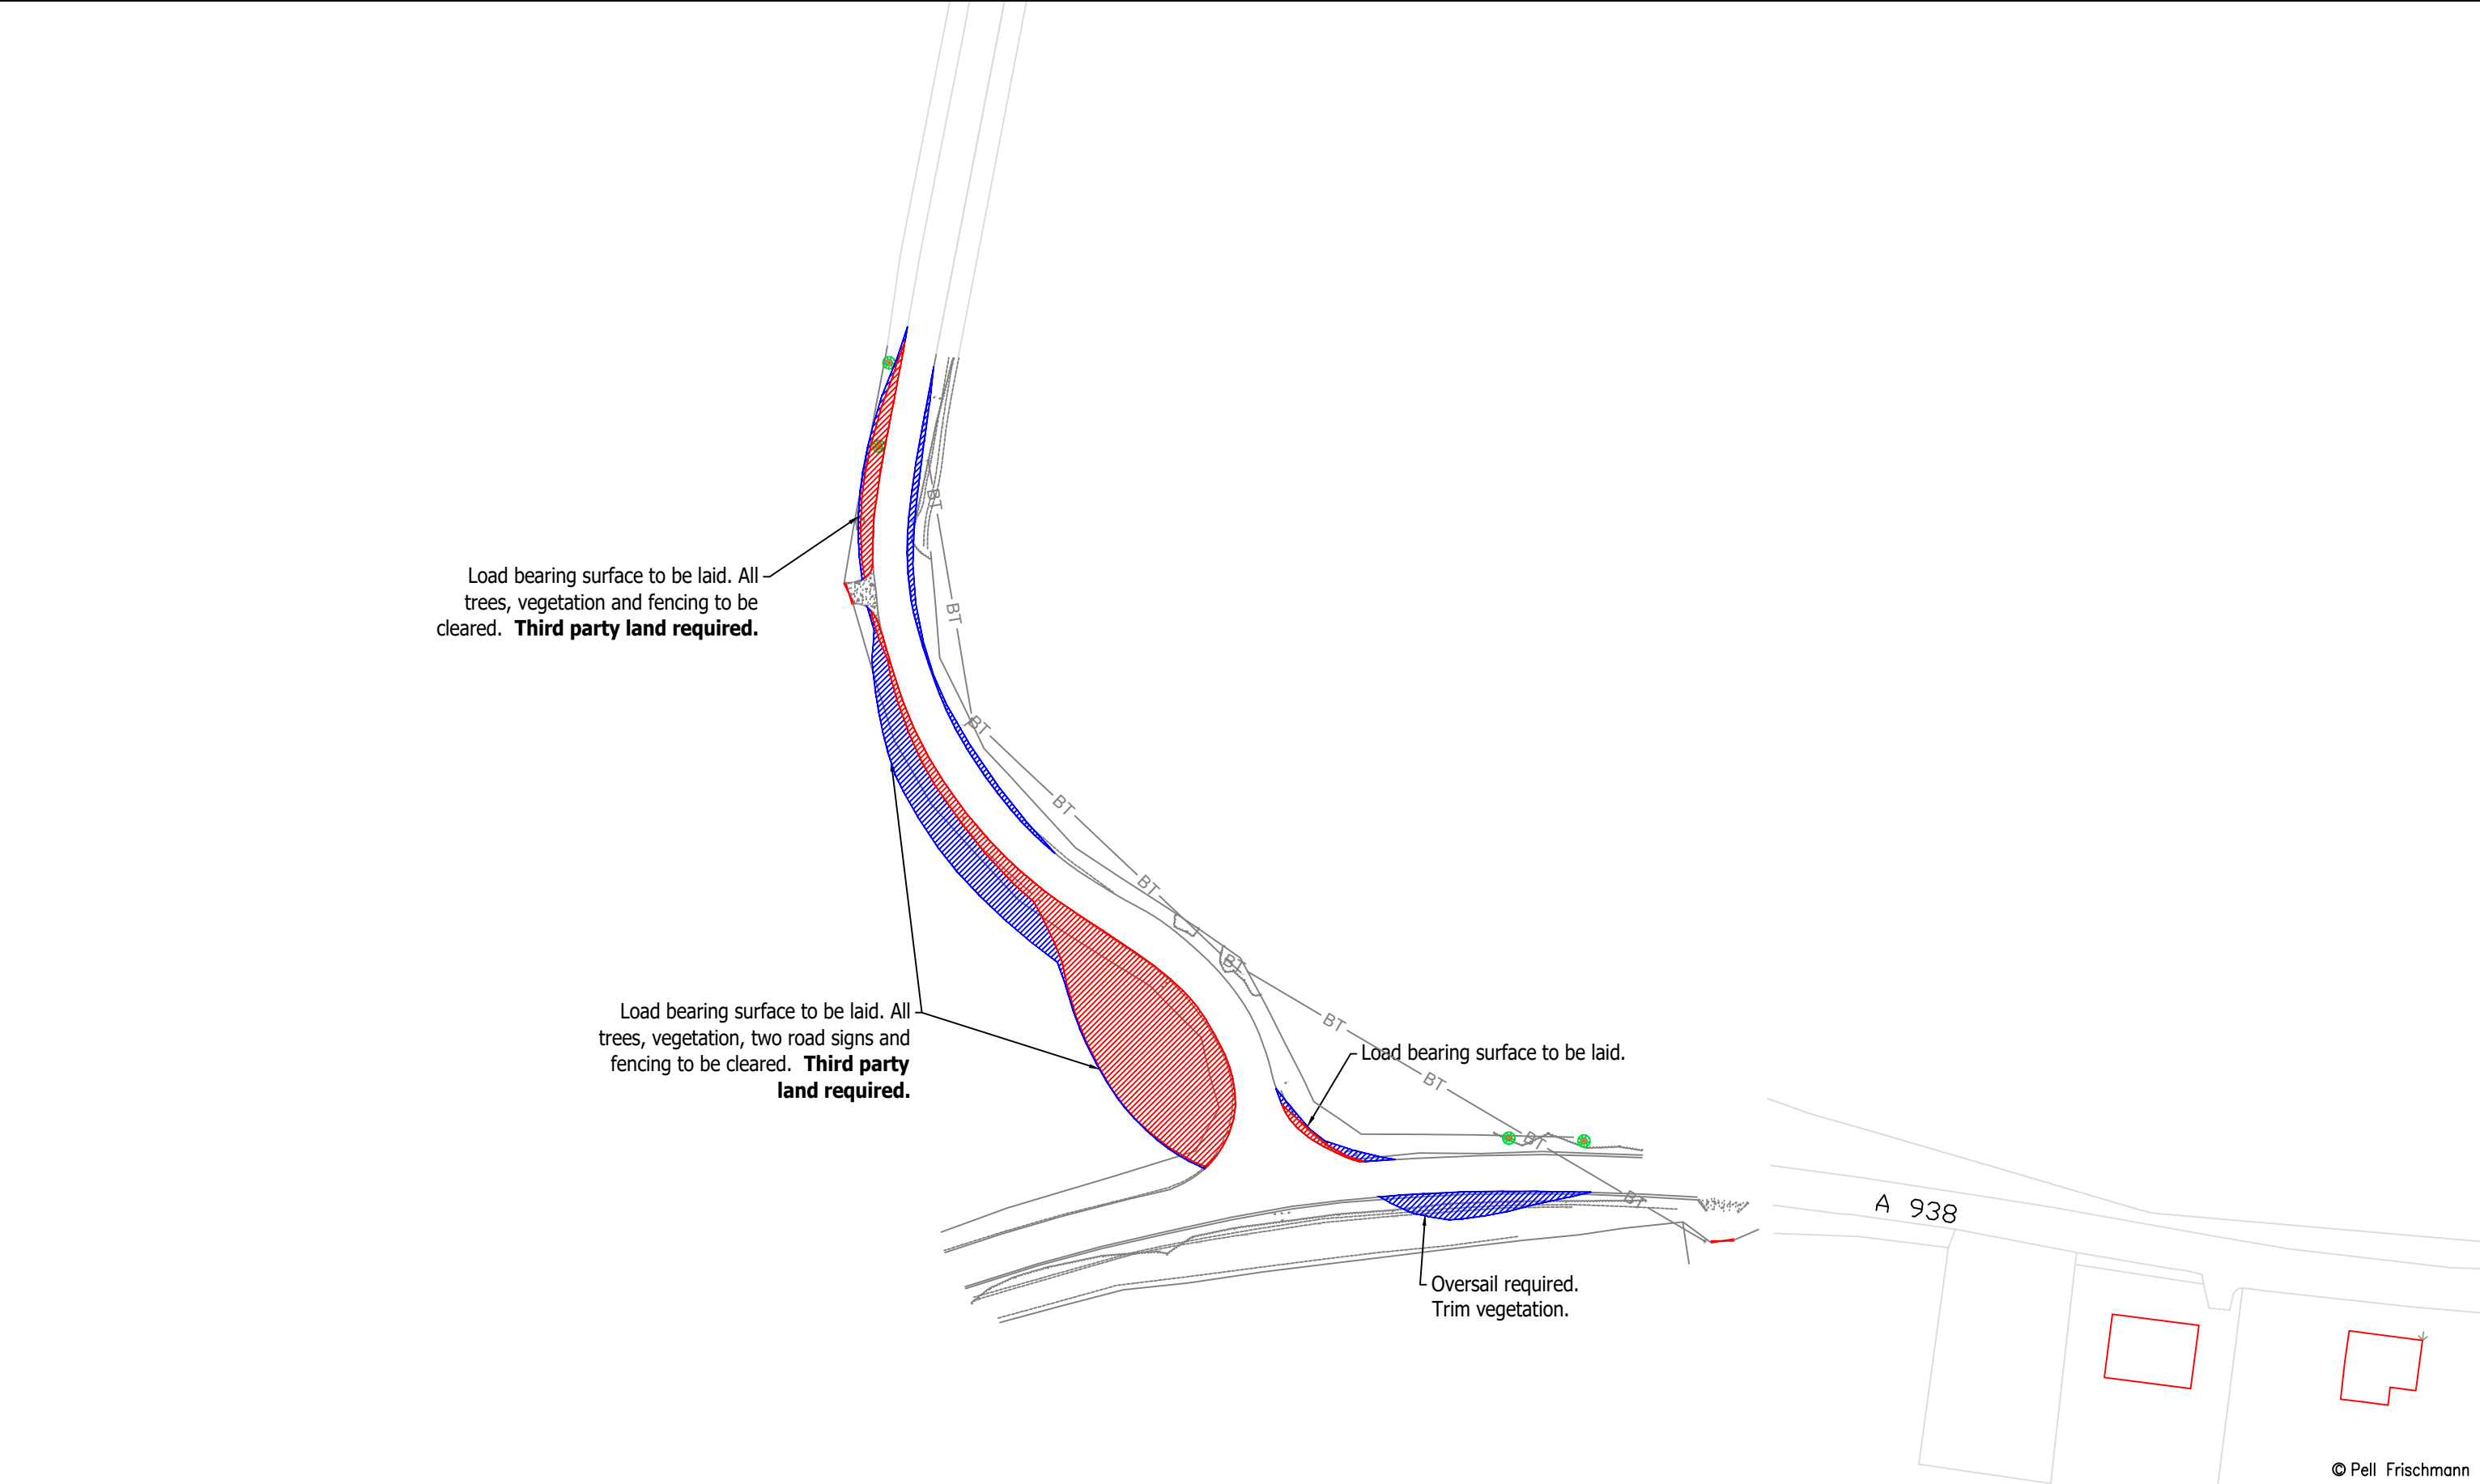 BT
BT
Load bearing surface to be laid. All
trees, vegetation and fencing to be
cleared. Third party land required.
BT
BT
BT
BT
Load bearing surface to be laid. All
trees, vegetation, two road signs and
fencing to be cleared. Third party
land required.
BT
Load bearing surface to be laid.
BT
BT
BT
A 938
Oversail required.
Trim vegetation.
© Pell Frischmann